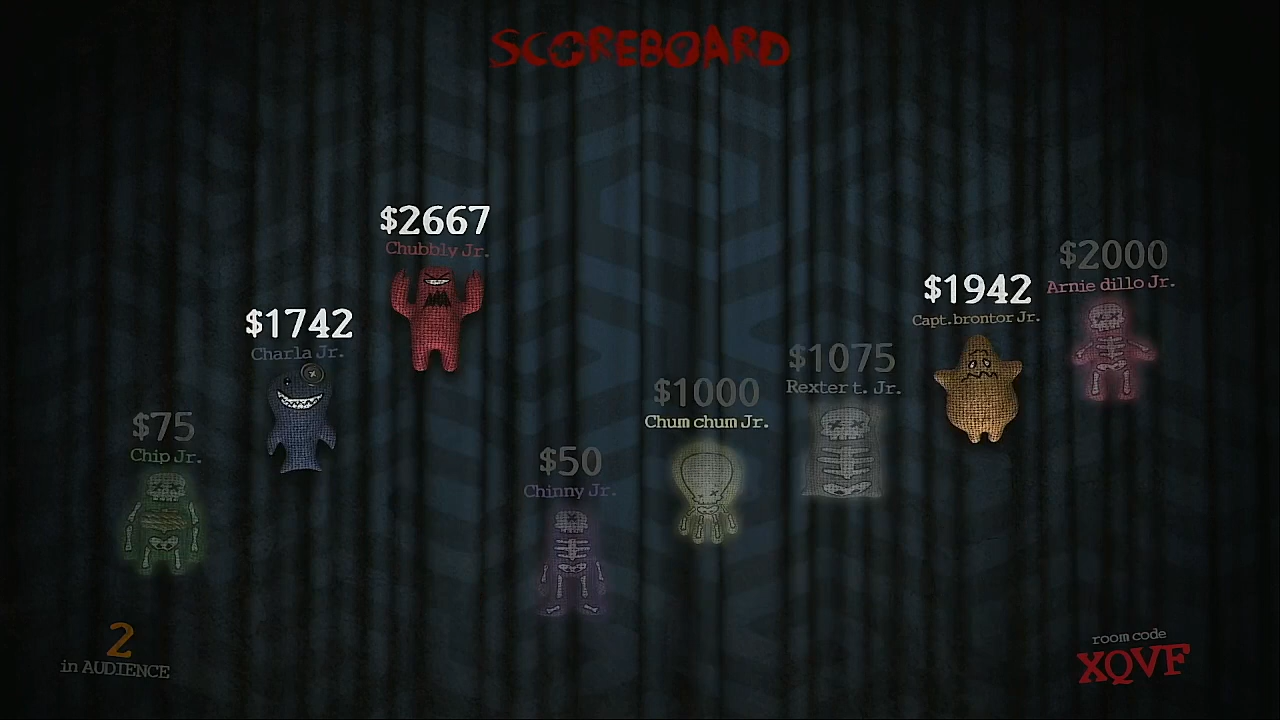 SCOREBOARD
$2667
Chubbly Jr.
$2000
Arnie dillo Jr.
$1942
Capt.brontor Jr.
$1742
Charla Jr.
$1075
Rexter t. Jr.
$1000
Chum chum Jr.
$75
Chip Jr.
$50
Chinny Jr.
2
in AUDIENCE
room code
XQVF